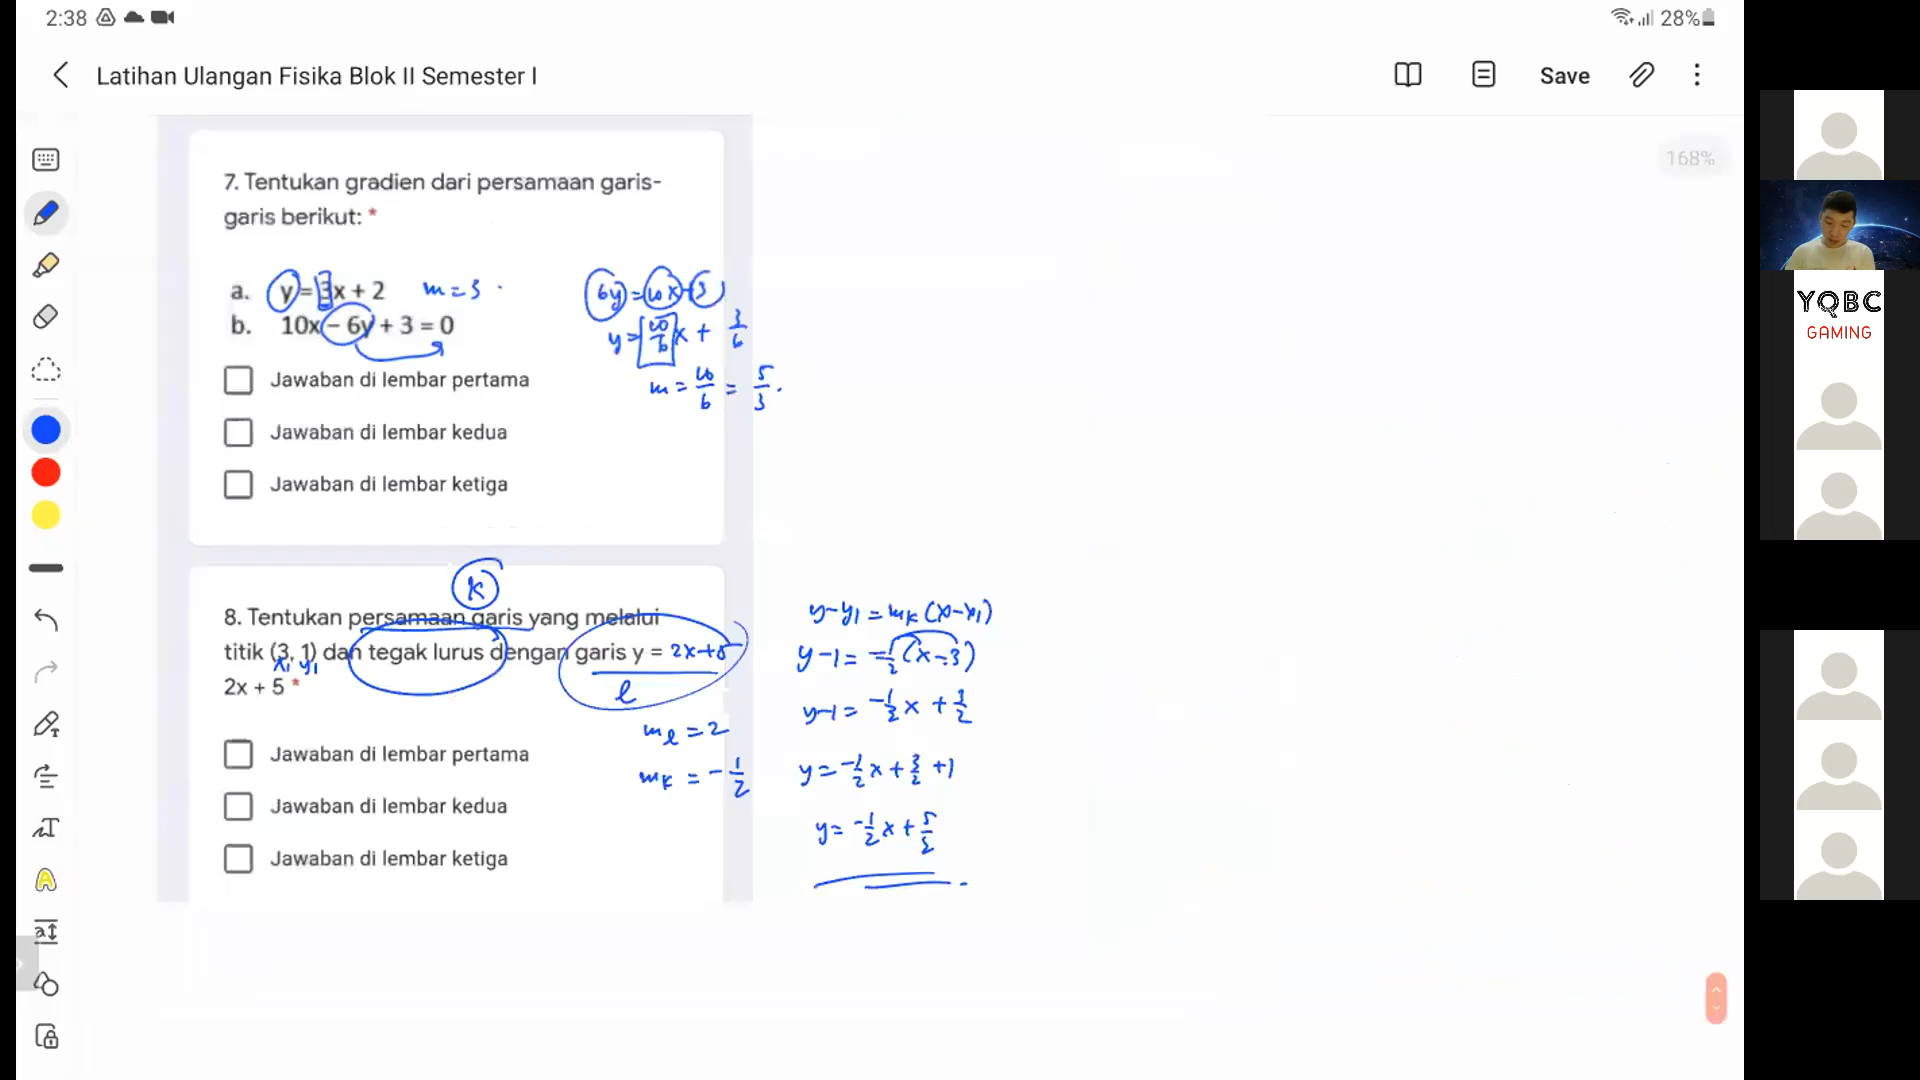 2:38
28%
Latihan Ulangan Fisika Blok II Semester I
Save
168%
7. Tentukan gradien dari persamaan garis-
garis berikut: *
a. y = 3x + 2 m = 3
b. 10x - 6y + 3 = 0
6y = 10x + 3
y = 10/6 x + 3/6
m = 10/6 = 5/3
Jawaban di lembar pertama
Jawaban di lembar kedua
Jawaban di lembar ketiga
K
8. Tentukan persamaan garis yang melalui
titik (3, 1) dan tegak lurus dengan garis y = 2x+5
x₁ y₁
2x + 5 *
l
mₗ = 2
mₖ = -1/2
Jawaban di lembar pertama
Jawaban di lembar kedua
Jawaban di lembar ketiga
y-y₁ = mₖ (x-x₁)
y-1 = -1/2 (x-3)
y-1 = -1/2 x + 3/2
y = -1/2 x + 3/2 + 1
y = -1/2 x + 5/2
YQBC
GAMING